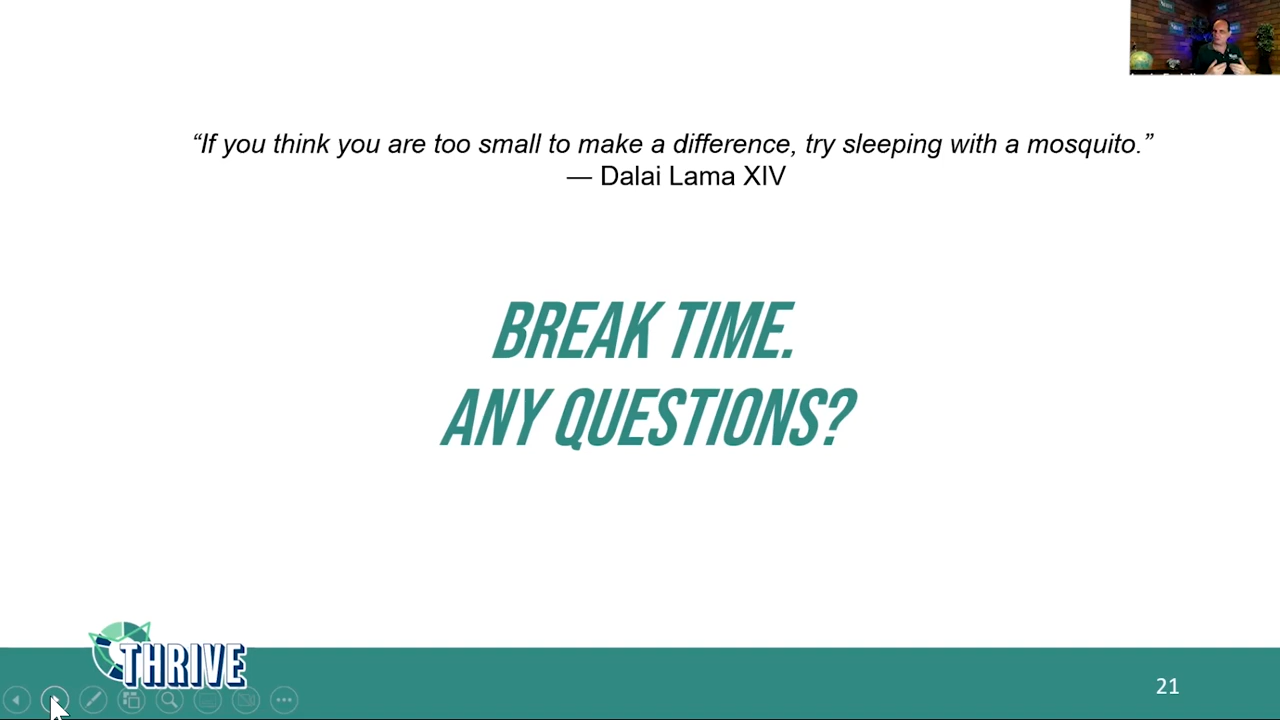 “If you think you are too small to make a difference, try sleeping with a mosquito.”
— Dalai Lama XIV
BREAK TIME.
ANY QUESTIONS?
THRIVE
21